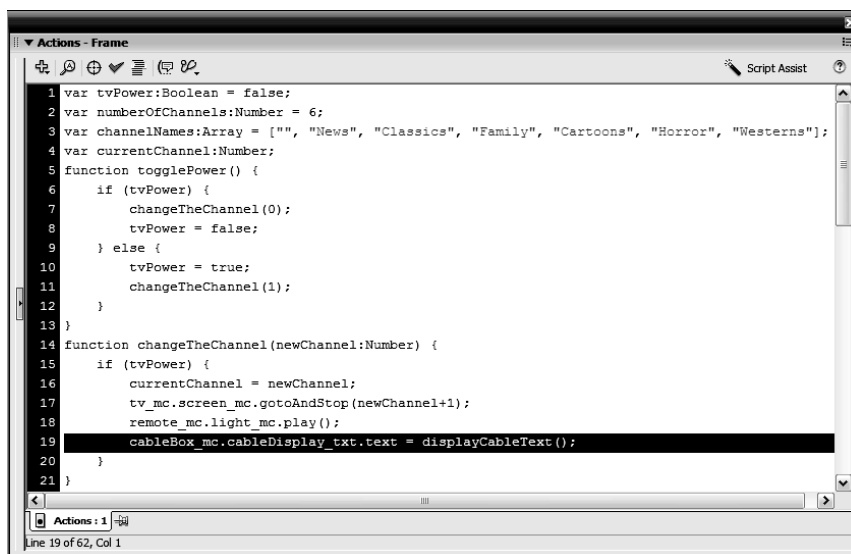 Actions - Frame
Script Assist
1 var tvPower:Boolean = false;
2 var numberOfChannels:Number = 6;
3 var channelNames:Array = ["", "News", "Classics", "Family", "Cartoons", "Horror", "Westerns"];
4 var currentChannel:Number;
5 function togglePower() {
6     if (tvPower) {
7         changeTheChannel(0);
8         tvPower = false;
9     } else {
10         tvPower = true;
11         changeTheChannel(1);
12     }
13 }
14 function changeTheChannel(newChannel:Number) {
15     if (tvPower) {
16         currentChannel = newChannel;
17         tv_mc.screen_mc.gotoAndStop(newChannel+1);
18         remote_mc.light_mc.play();
19         cableBox_mc.cableDisplay_txt.text = displayCableText();
20     }
21 }
Actions : 1
Line 19 of 62, Col 1